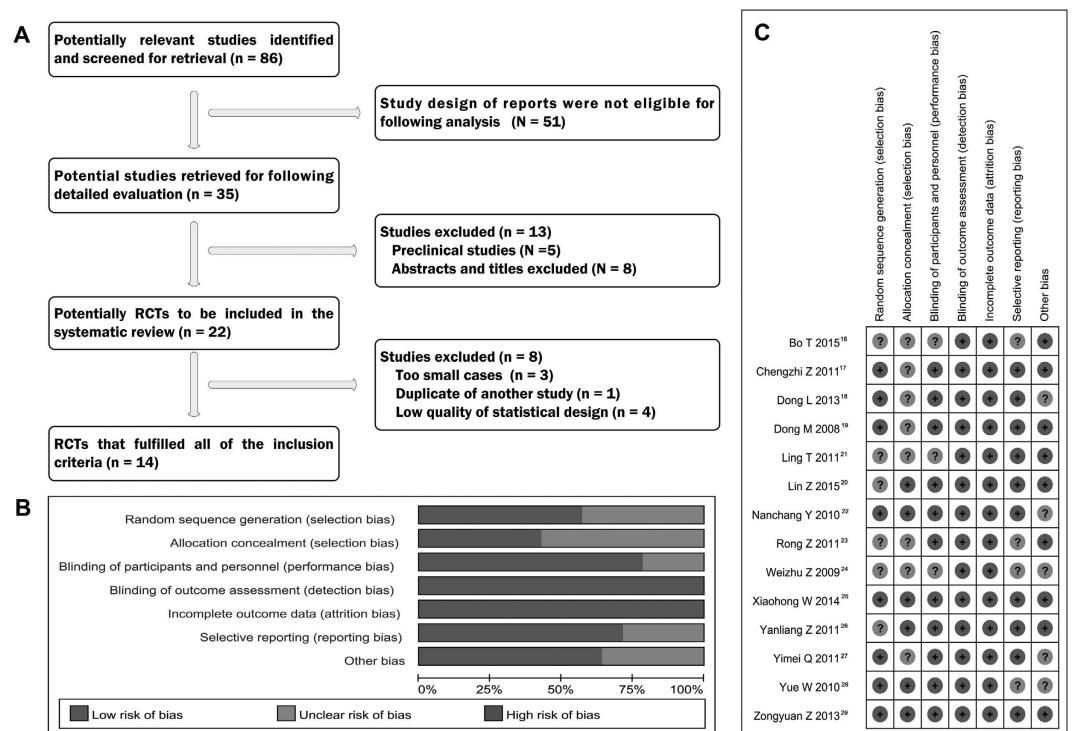 A
Potentially relevant studies identified
and screened for retrieval (n = 86)
Study design of reports were not eligible for
following analysis (N = 51)
Potential studies retrieved for following
detailed evaluation (n = 35)
Studies excluded (n = 13)
Preclinical studies (N =5)
Abstracts and titles excluded (N = 8)
Potentially RCTs to be included in the
systematic review (n = 22)
Studies excluded (n = 8)
Too small cases (n = 3)
Duplicate of another study (n = 1)
Low quality of statistical design (n = 4)
RCTs that fulfilled all of the inclusion
criteria (n = 14)
B
Random sequence generation (selection bias)
Allocation concealment (selection bias)
Blinding of participants and personnel (performance bias)
Blinding of outcome assessment (detection bias)
Incomplete outcome data (attrition bias)
Selective reporting (reporting bias)
Other bias
0% 25% 50% 75% 100%
Low risk of bias Unclear risk of bias High risk of bias
C
Random sequence generation (selection bias)
Allocation concealment (selection bias)
Blinding of participants and personnel (performance bias)
Blinding of outcome assessment (detection bias)
Incomplete outcome data (attrition bias)
Selective reporting (reporting bias)
Other bias
Bo T 2015¹⁶ ? ? ? + + ? +
Chengzhi Z 2011¹⁷ + ? + + + + +
Dong L 2013¹⁸ + ? + + + + ?
Dong M 2008¹⁹ + ? + + + + +
Ling T 2011²¹ ? ? ? + + + +
Lin Z 2015²⁰ ? + + + + + +
Nanchang Y 2010²² + + + + + + ?
Rong Z 2011²³ ? ? + + + ? +
Weizhu Z 2009²⁴ ? ? ? + + ? ?
Xiaohong W 2014²⁵ + + + + + + +
Yanliang Z 2011²⁶ ? + + + + + +
Yimei Q 2011²⁷ + ? + + + + ?
Yue W 2010²⁸ + + + + + ? ?
Zongyuan Z 2013²⁹ + + + + + + +